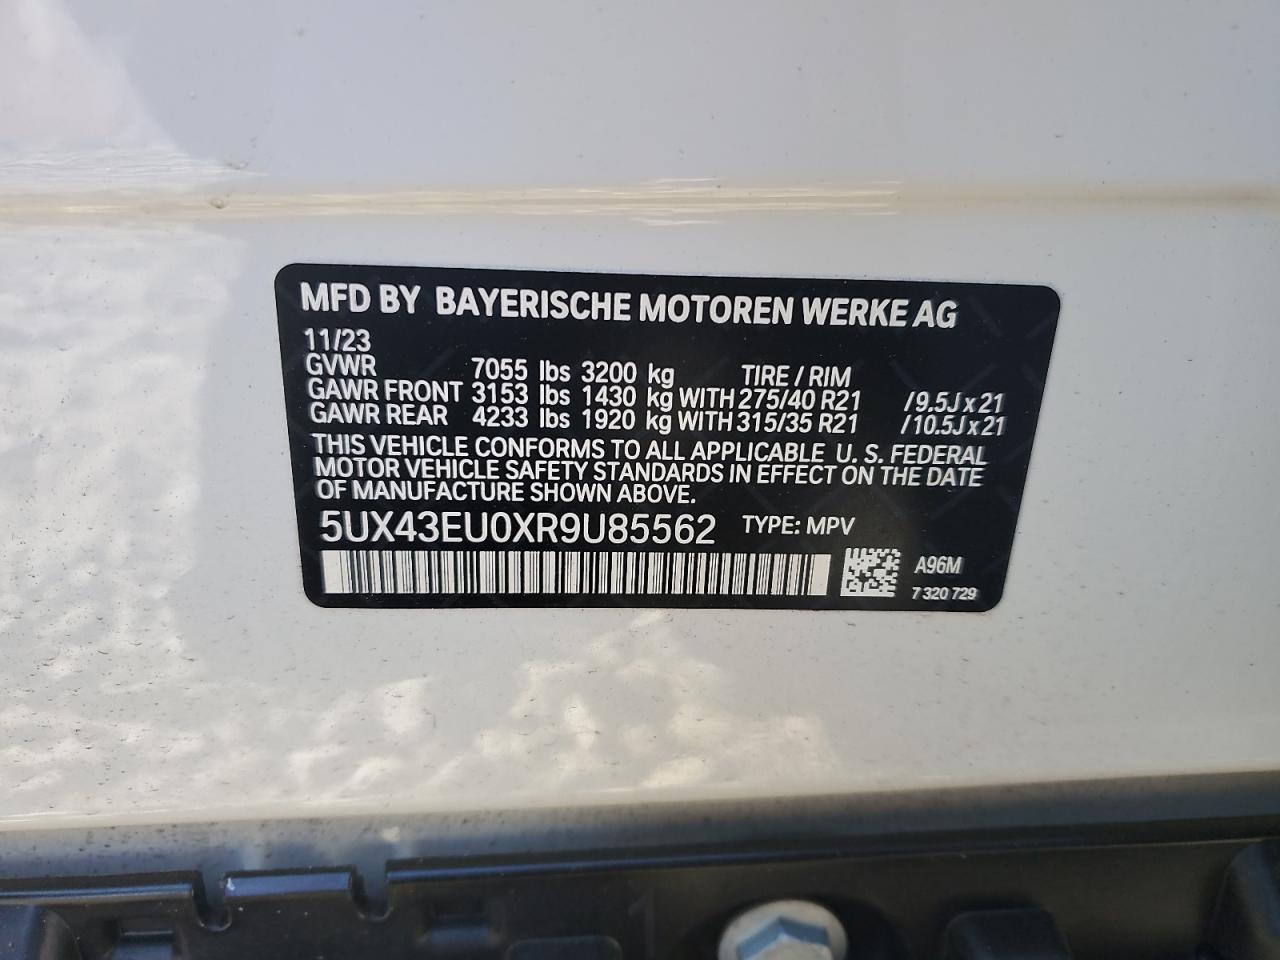 MFD BY BAYERISCHE MOTOREN WERKE AG
11/23
GVWR 7055 lbs 3200 kg TIRE / RIM
GAWR FRONT 3153 lbs 1430 kg WITH 275/40 R21 /9.5J x 21
GAWR REAR 4233 lbs 1920 kg WITH 315/35 R21 /10.5J x 21
THIS VEHICLE CONFORMS TO ALL APPLICABLE U. S. FEDERAL
MOTOR VEHICLE SAFETY STANDARDS IN EFFECT ON THE DATE
OF MANUFACTURE SHOWN ABOVE.
5UX43EU0XR9U85562 TYPE: MPV
A96M
7 320 729